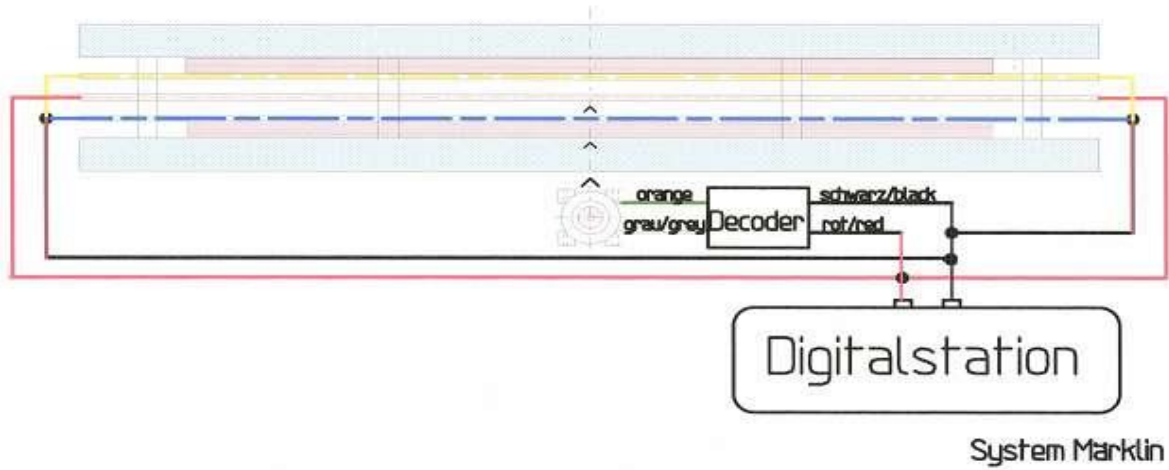 orange
schwarz/black
grau/grey
Decoder
rot/red
Digitalstation
System Märklin